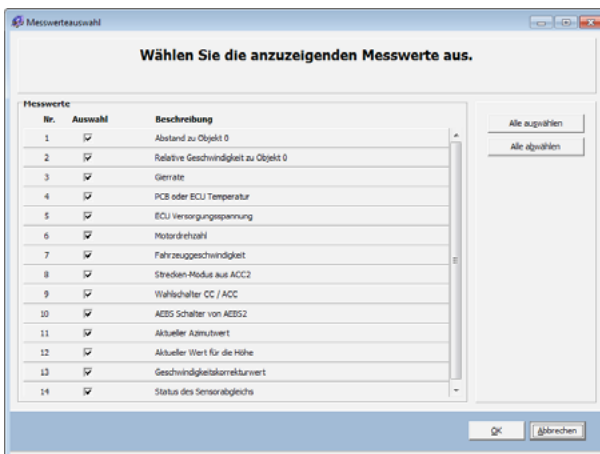 Messwerteauswahl
Wählen Sie die anzuzeigenden Messwerte aus.
Messwerte
Nr. Auswahl Beschreibung
1 Abstand zu Objekt 0
2 Relative Geschwindigkeit zu Objekt 0
3 Gierrate
4 PCB oder ECU Temperatur
5 ECU Versorgungsspannung
6 Motordrehzahl
7 Fahrzeuggeschwindigkeit
8 Strecken-Modus aus ACC2
9 Wahlschalter CC / ACC
10 AEBS Schalter von AEBS2
11 Aktueller Azimutwert
12 Aktueller Wert für die Höhe
13 Geschwindigkeitskorrekturwert
14 Status des Sensorabgleichs
Alle auswählen
Alle abwählen
OK Abbrechen